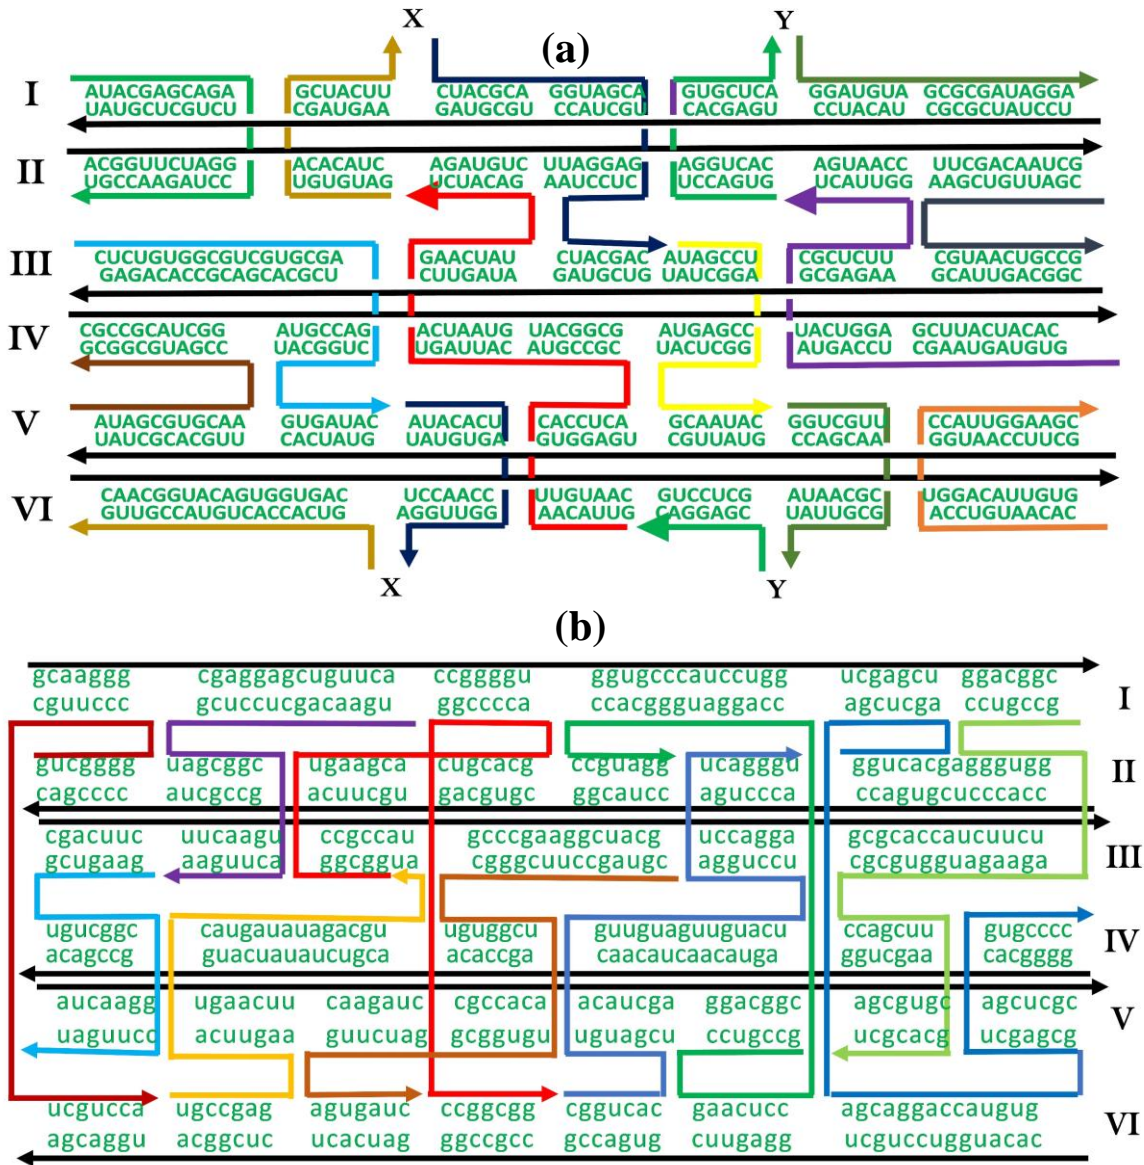 X Y
(a)
I
AUACGAGCAGA GCUACUU CUACGCA GGUAGCA GUGCUCA GGAUGUA GCGCGAUAGGA
UAUGCUCGUCU CGAUGAA GAUGCGU CCAUCGU CACGAGU CCUACAU CGCGCUAUCCU
II
ACGGUUCUAGG ACACAUC AGAUGUC UUAGGAG AGGUCAC AGUAACC UUCGACAAUCG
UGCCAAGAUCC UGUGUAG UCUACAG AAUCCUC UCCAGUG UCAUUGG AAGCUGUUAGC
III
CUCUGUGGCGUCGUGCGA GAACUAU CUACGAC AUAGCCU CGCUCUU CGUAACUGCCG
GAGACACCGCAGCACGCU CUUGAUA GAUGCUG UAUCGGA GCGAGAA GCAUUGACGGC
IV
CGCCGCAUCGG AUGCCAG ACUAAUG UACGGCG AUGAGCC UACUGGA GCUUACUACAC
GCGGCGUAGCC UACGGUC UGAUUAC AUGCCGC UACUCGG AUGACCU CGAAUGAUGUG
V
AUAGCGUGCAA GUGAUAC AUACACU CACCUCA GCAAUAC GGUCGUU CCAUUGGAAGC
UAUCGCACGUU CACUAUG UAUGUGA GUGGAGU CGUUAUG CCAGCAA GGUAACCUUCG
VI
CAACGGUACAGUGGUGAC UCCAACC UUGUAAC GUCCUCG AUAACGC UGGACAUUGUG
GUUGCCAUGUCACCACUG AGGUUGG AACAUUG CAGGAGC UAUUGCG ACCUGUAACAC
X Y
(b)
gcaaggg cgaggagcuguuca ccggggu ggugcccauccugg ucgagcu ggacggc
cguuccc gcuccucgacaagu ggcccca ccacggguaggacc agcucga ccugccg
I
gucgggg uagcggc ugaagca cugcacg ccguagg ucagggu ggucacgagggugg
cagcccc aucgccg acuucgu gacgugc ggcaucc aguccca ccagugcucccacc
II
cgacuuc uucaagu ccgccau gcccgaaggcuacg uccagga gcgcaccaucuucu
gcugaag aaguuca ggcggua cgggcuuccgaugc agguccu cgcgugguagaaga
III
ugucggc caugauauagacgu uguggcu guuguaguuguacu ccagcuu gugcccc
acagccg guacuauaucugca acaccga caacaucaacauga ggucgaa cacgggg
IV
aucaagg ugaacuu caagauc cgccaca acaucga ggacggc agcgugc agcucgc
uaguucc acuugaa guucuag gcggugu uguagcu ccugccg ucgcacg ucgagcg
V
ucgucca ugccgag agugauc ccggcgg cggucac gaacucc agcaggaccaugug
agcaggu acggcuc ucacuag ggccgcc gccagug cuugagg ucguccugguacac
VI